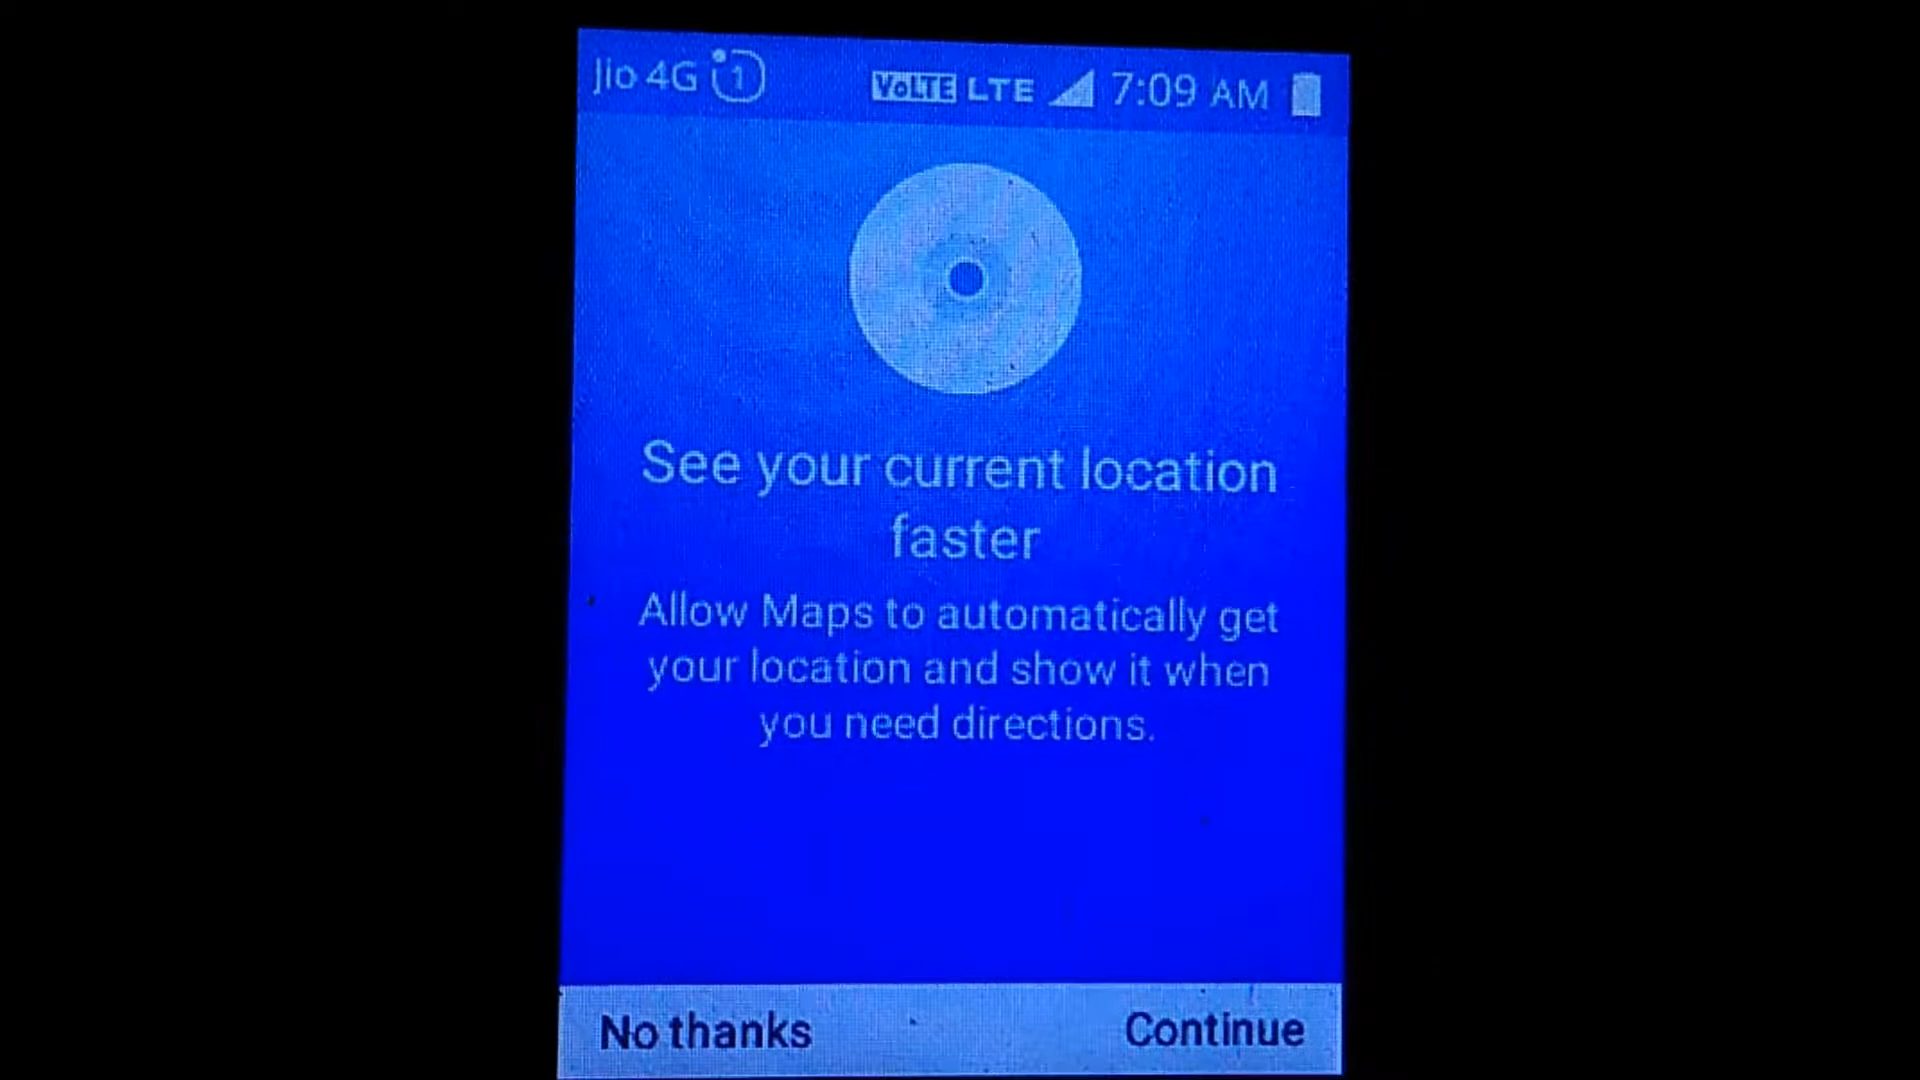 Jio 4G 1 VoLTE LTE 7:09 AM
See your current location
faster
Allow Maps to automatically get
your location and show it when
you need directions.
No thanks Continue